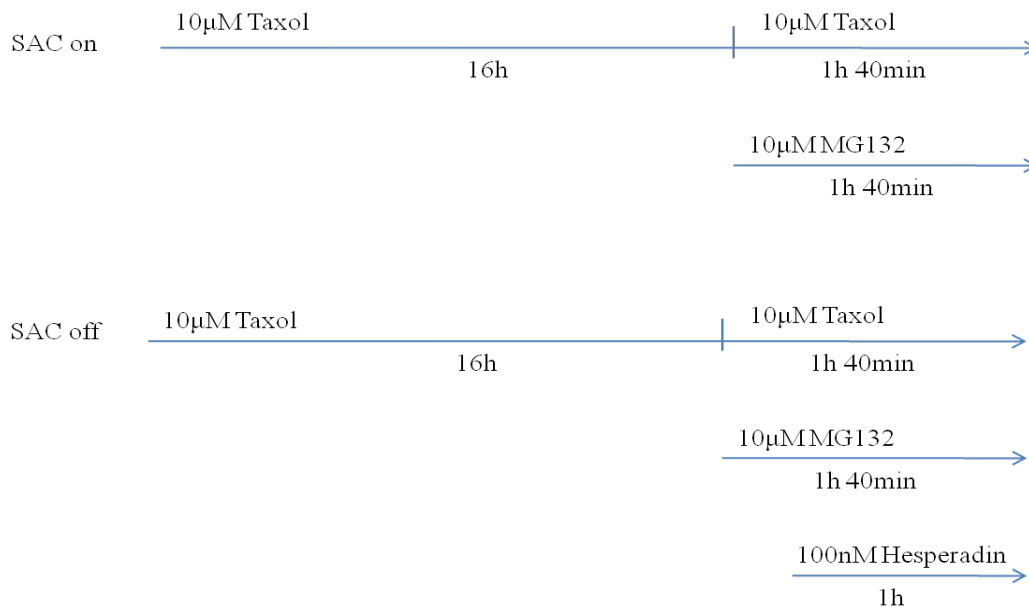 10µM Taxol 10µM Taxol
SAC on
16h 1h 40min
10µM MG132
1h 40min
10µM Taxol 10µM Taxol
SAC off
16h 1h 40min
10µM MG132
1h 40min
100nM Hesperadin
1h